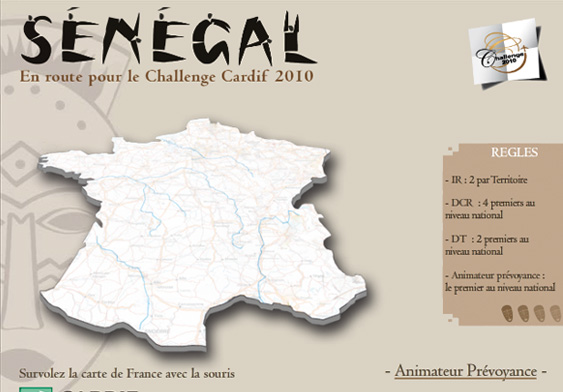 SÉNÉGAL
En route pour le Challenge Cardif 2010
Challenge
2010
REGLES
- IR : 2 par Territoire
- DCR : 4 premiers au
niveau national
- DT : 2 premiers au
niveau national
- Animateur prévoyance :
le premier au niveau national
Survolez la carte de France avec la souris
- Animateur Prévoyance -